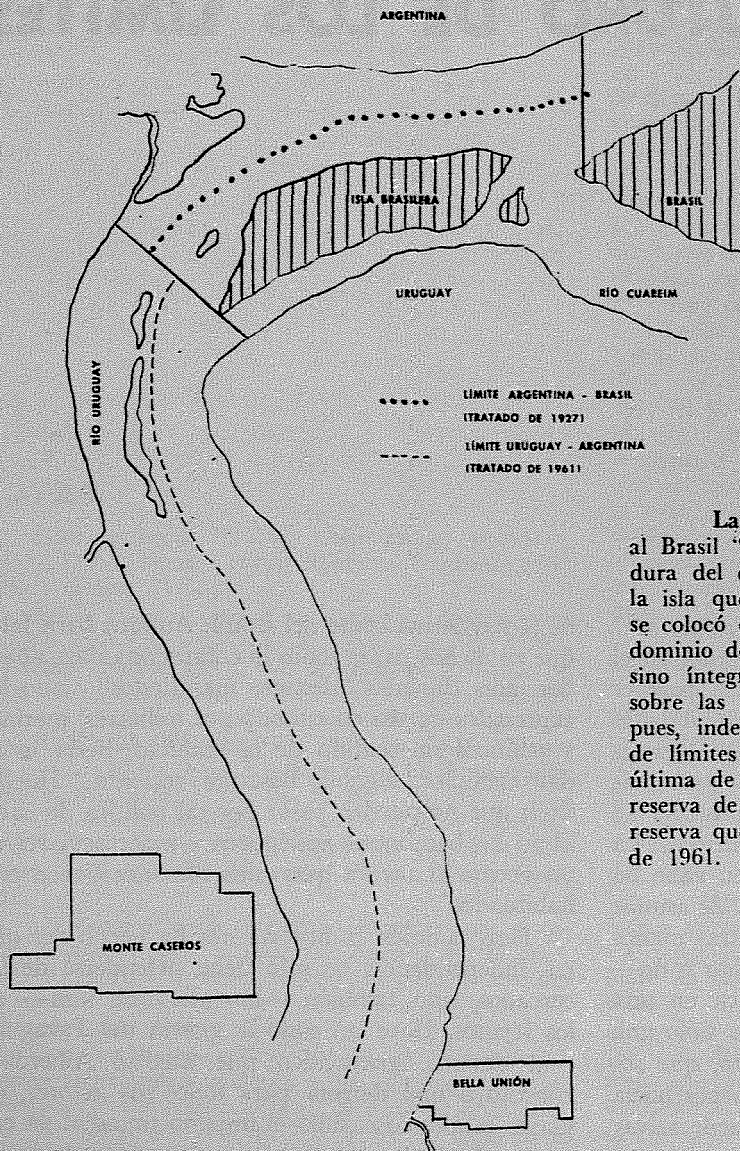 ARGENTINA
ISLA BRASILERA
BRASIL
URUGUAY
RÍO CUAREIM
RÍO URUGUAY
LÍMITE ARGENTINA - BRASIL
(TRATADO DE 1927)
LÍMITE URUGUAY - ARGENTINA
(TRATADO DE 1961)
La
al Brasil “
dura del
la isla que
se colocó
dominio de
sino íntegr
sobre las
pues, inde
de límites
última de
reserva de
reserva qu
de 1961.
MONTE CASEROS
BELLA UNIÓN